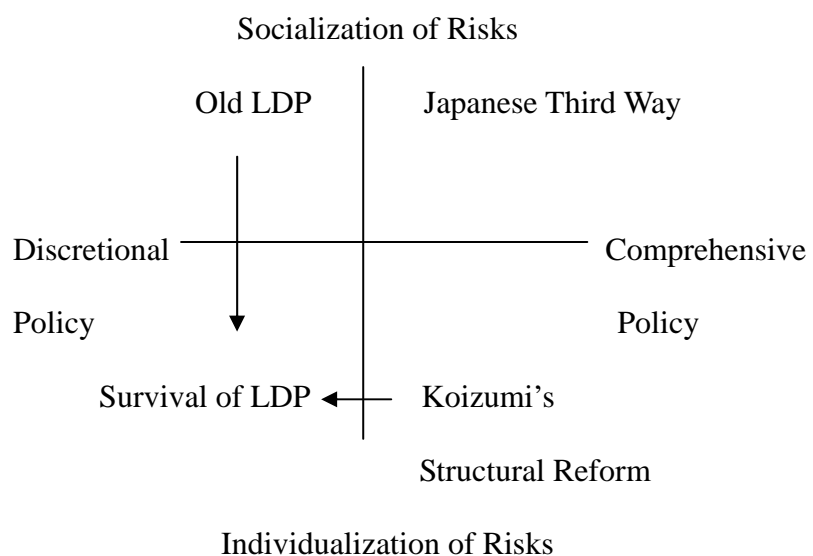 Socialization of Risks
Old LDP Japanese Third Way
Discretional Comprehensive
Policy Policy
Survival of LDP Koizumi's
Structural Reform
Individualization of Risks